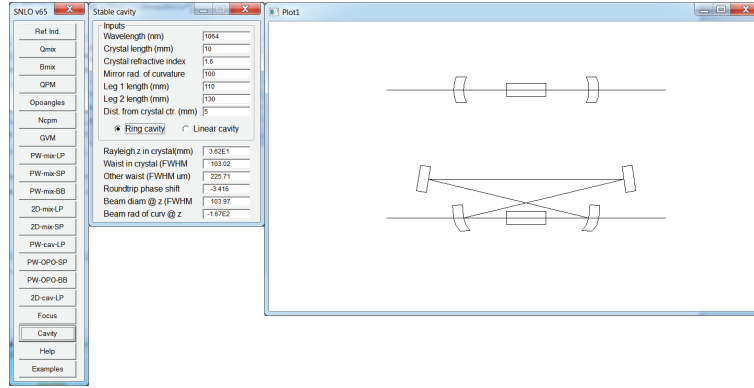 SNLO v65
Ref Ind.
Qmix
Bmix
QPM
Opoangles
Ncpm
GVM
PW-mix-LP
PW-mix-SP
PW-mix-BB
2D-mix-LP
2D-mix-SP
PW-cav-LP
PW-OPO-SP
PW-OPO-BB
2D-cav-LP
Focus
Cavity
Help
Examples
Stable cavity
Inputs
Wavelength (nm) 1064
Crystal length (mm) 10
Crystal refractive index 1.6
Mirror rad. of curvature 100
Leg 1 length (mm) 110
Leg 2 length (mm) 130
Dist. from crystal ctr. (mm) 5
Ring cavity Linear cavity
Rayleigh z in crystal(mm) 3.62E1
Waist in crystal (FWHM 103.02
Other waist (FWHM um) 225.71
Roundtrip phase shift -3.416
Beam diam @ z (FWHM 103.97
Beam rad of curv @ z -1.67E2
Plot1